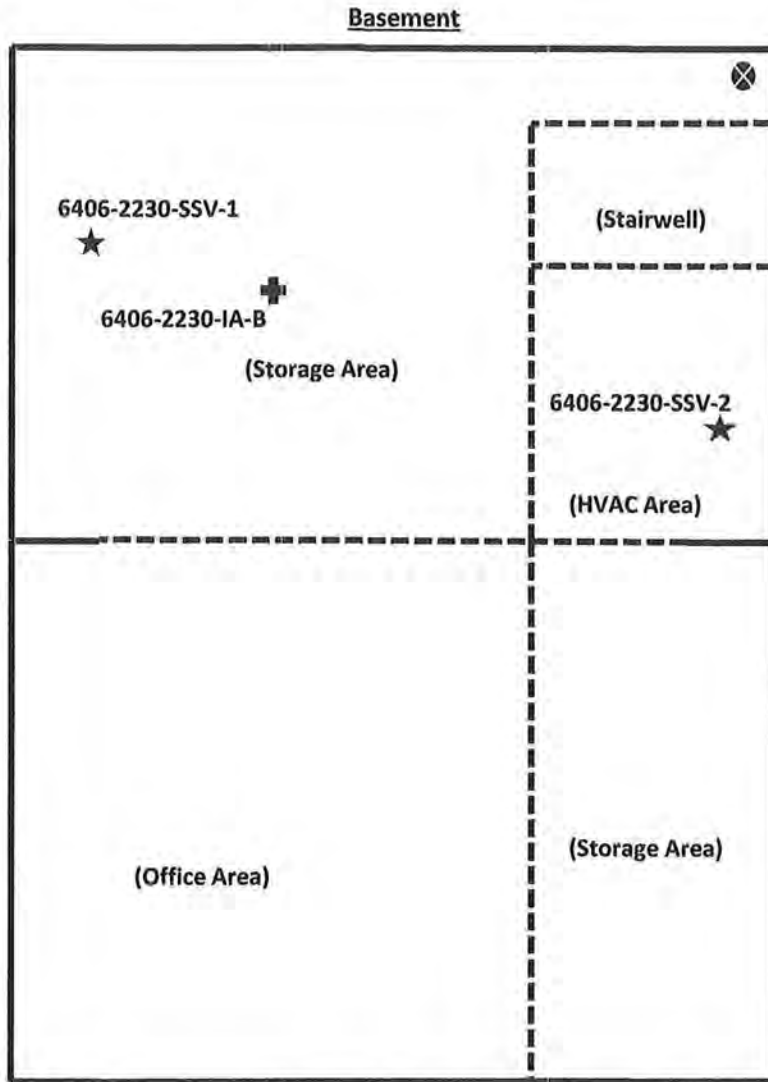 Basement
6406-2230-SSV-1
(Stairwell)
6406-2230-IA-B
(Storage Area)
6406-2230-SSV-2
(HVAC Area)
(Storage Area)
(Office Area)